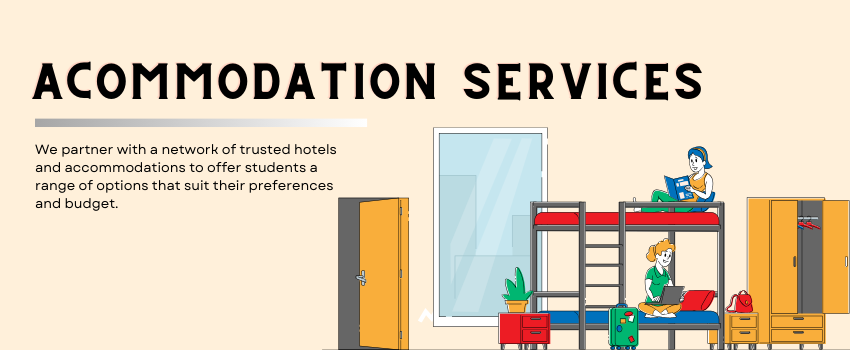 ACOMMODATION SERVICES
We partner with a network of trusted hotels
and accommodations to offer students a
range of options that suit their preferences
and budget.